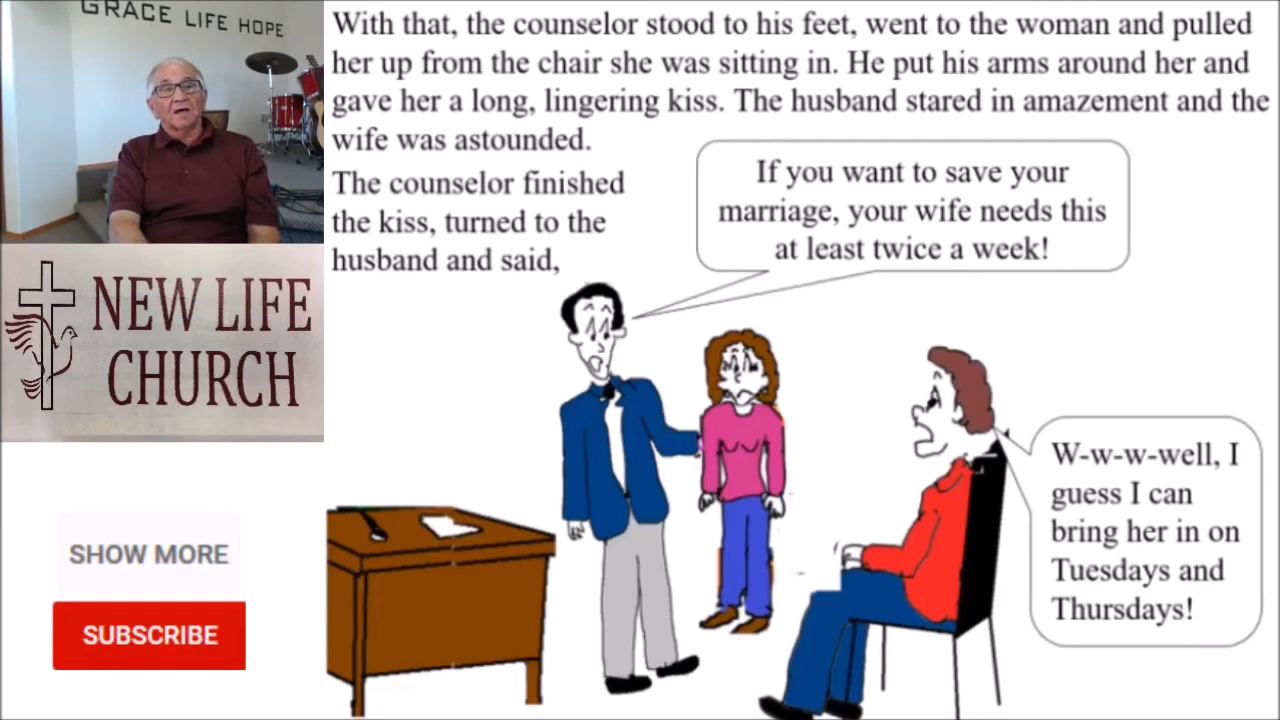 GRACE LIFE HOPE
NEW LIFE
CHURCH
SHOW MORE
SUBSCRIBE
With that, the counselor stood to his feet, went to the woman and pulled
her up from the chair she was sitting in. He put his arms around her and
gave her a long, lingering kiss. The husband stared in amazement and the
wife was astounded.
The counselor finished
the kiss, turned to the
husband and said,
If you want to save your
marriage, your wife needs this
at least twice a week!
W-w-w-well, I
guess I can
bring her in on
Tuesdays and
Thursdays!